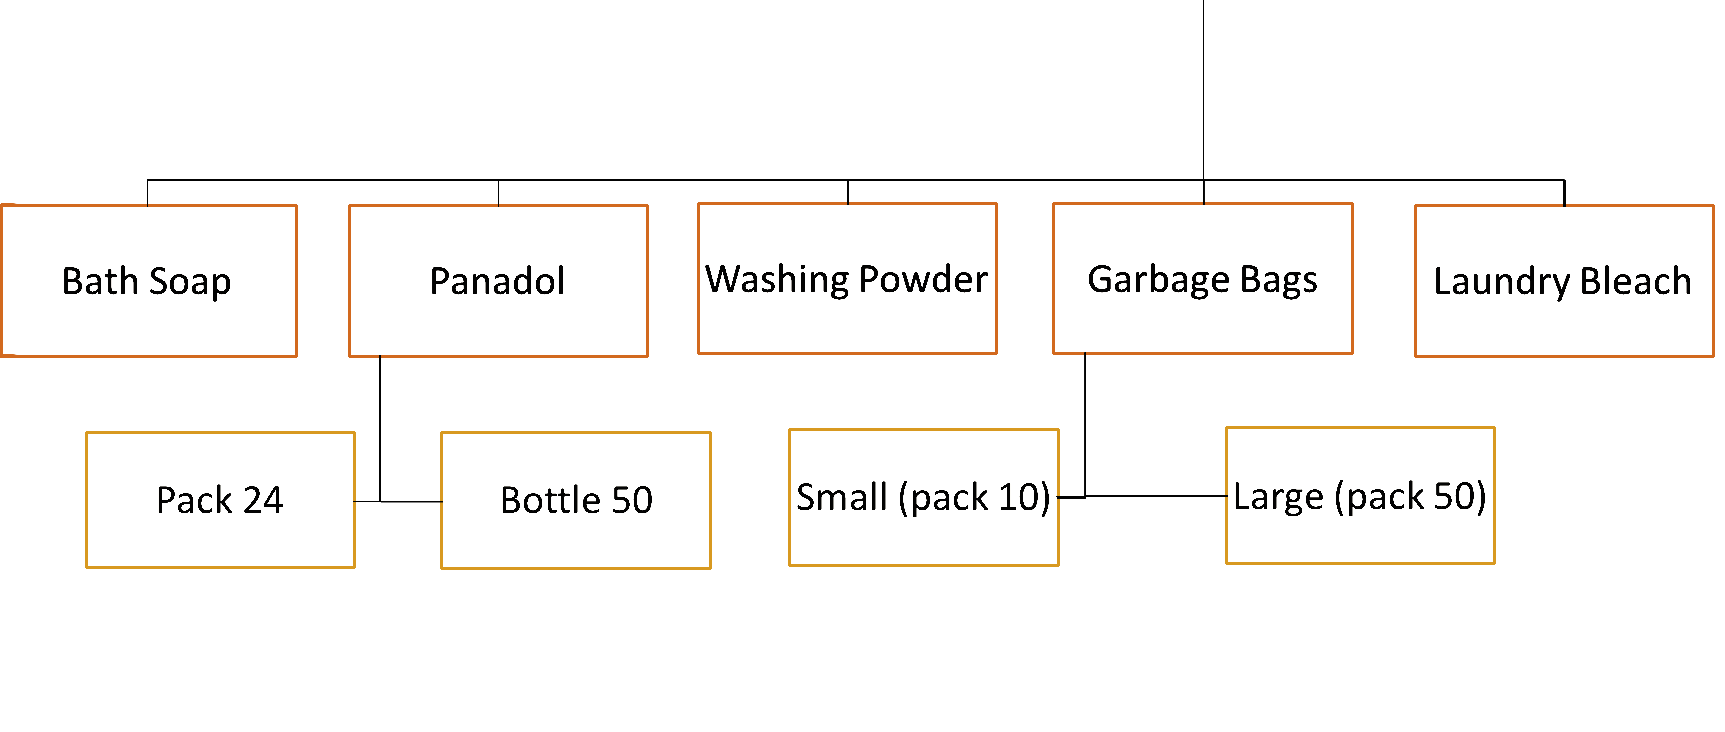 Bath Soap
Panadol
Washing Powder
Garbage Bags
Laundry Bleach
Pack 24
Bottle 50
Small (pack 10)
Large (pack 50)